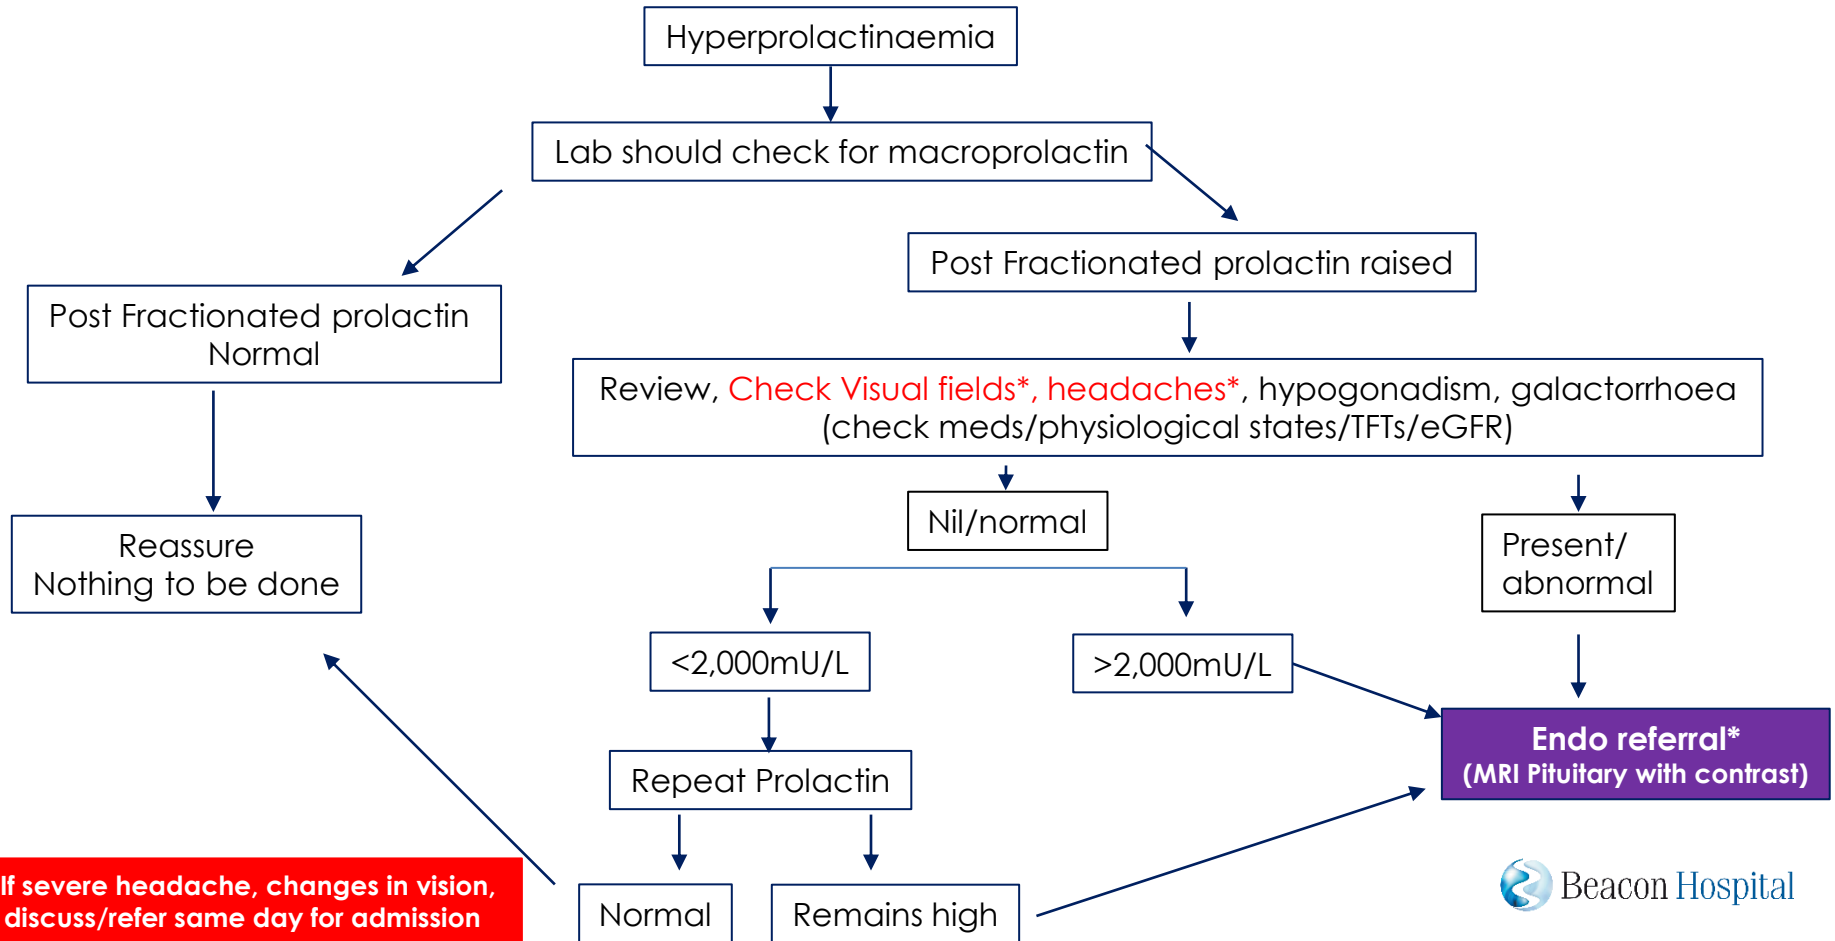 Hyperprolactinaemia
Lab should check for macroprolactin
Post Fractionated prolactin raised
Post Fractionated prolactin
Normal
Review, Check Visual fields*, headaches*, hypogonadism, galactorrhoea
(check meds/physiological states/TFTs/eGFR)
Nil/normal
Present/
abnormal
Reassure
Nothing to be done
<2,000mU/L
>2,000mU/L
Endo referral*
(MRI Pituitary with contrast)
Repeat Prolactin
If severe headache, changes in vision,
discuss/refer same day for admission
Normal
Remains high
Beacon Hospital